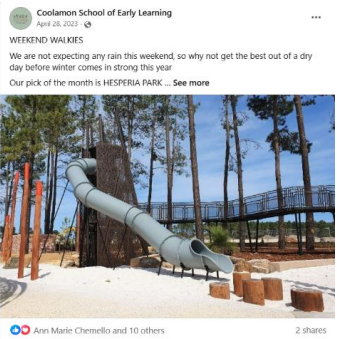 Coolamon School of Early Learning
April 28, 2023 ·
WEEKEND WALKIES
We are not expecting any rain this weekend, so why not get the best out of a dry
day before winter comes in strong this year
Our pick of the month is HESPERIA PARK ... See more
Ann Marie Chemello and 10 others
2 shares